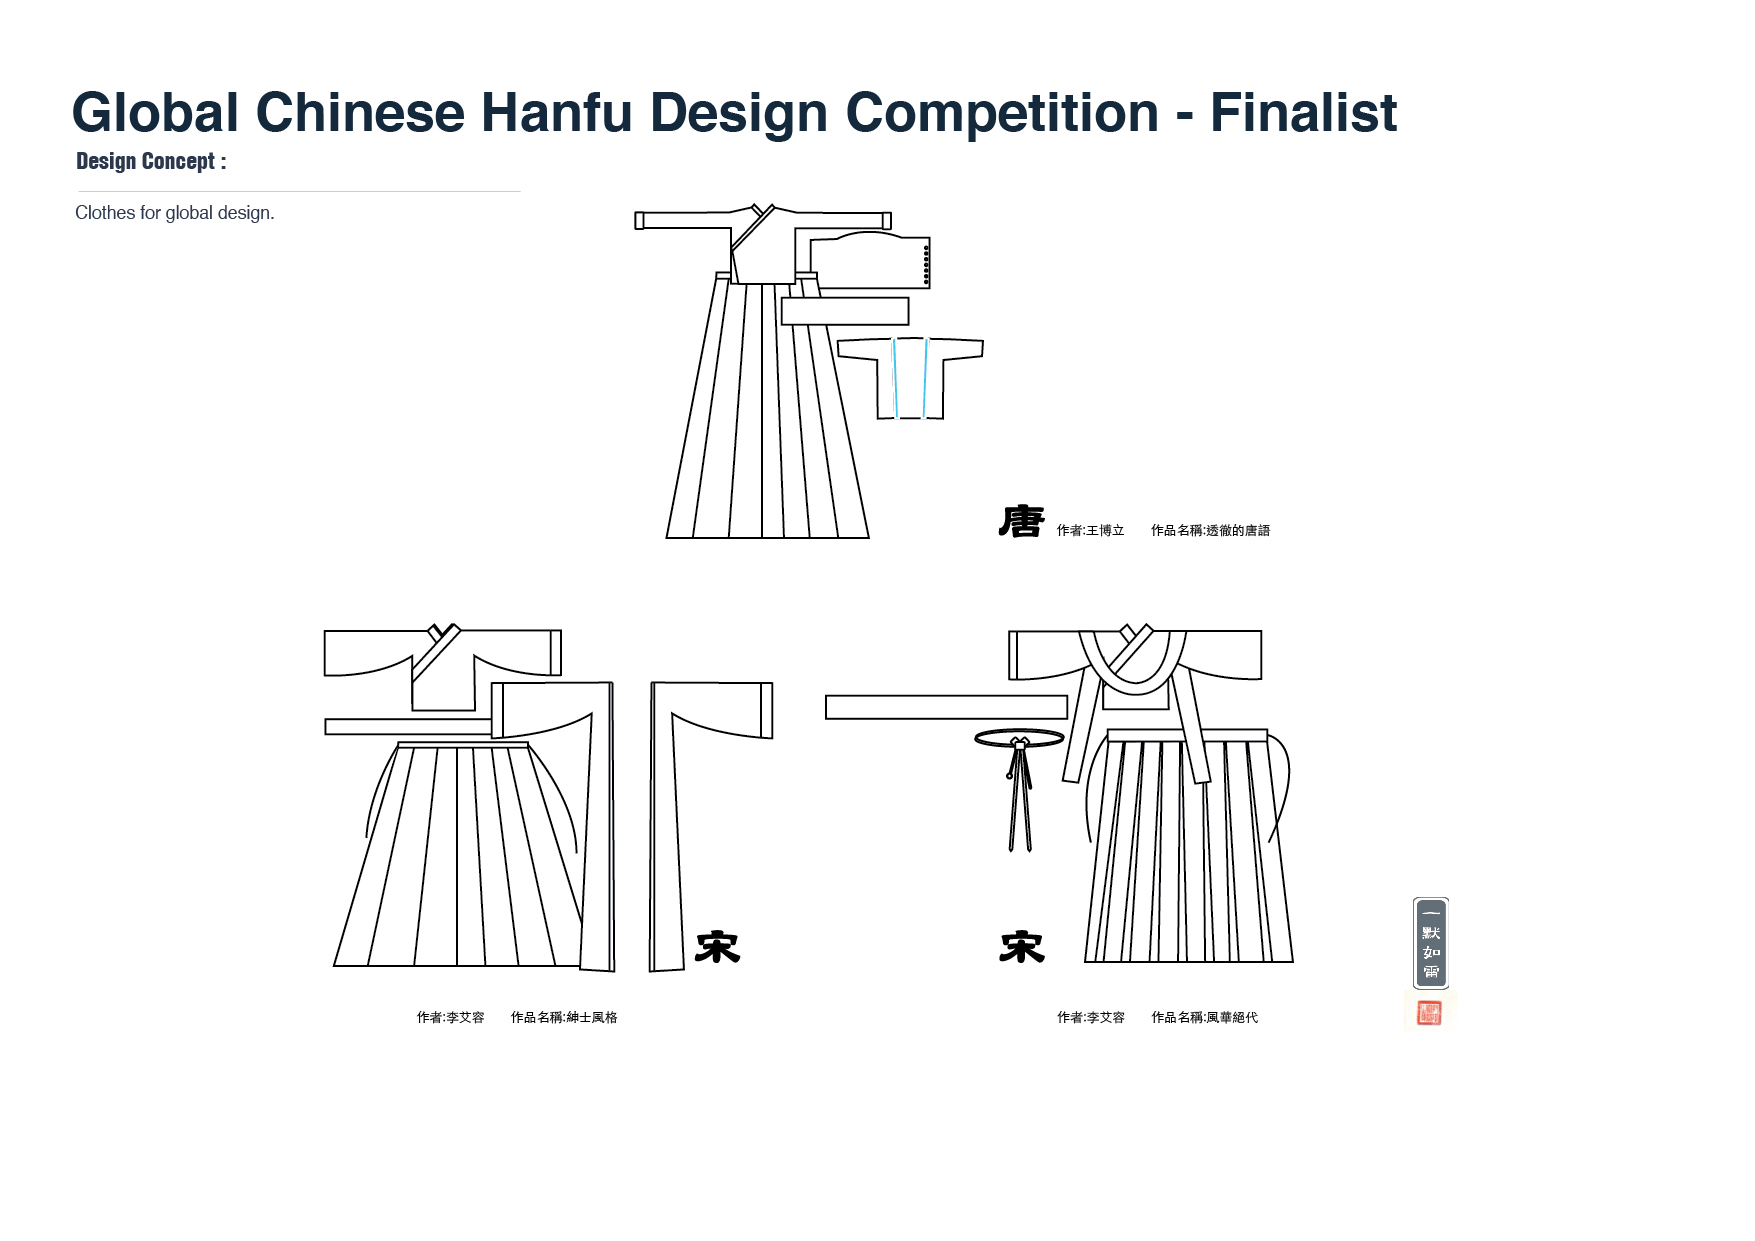 Global Chinese Hanfu Design Competition - Finalist
Design Concept :
Clothes for global design.
唐 作者:王博立 作品名稱:透徹的唐語
宋
作者:李艾容 作品名稱:紳士風格
宋
作者:李艾容 作品名稱:風華絕代
一默如雷